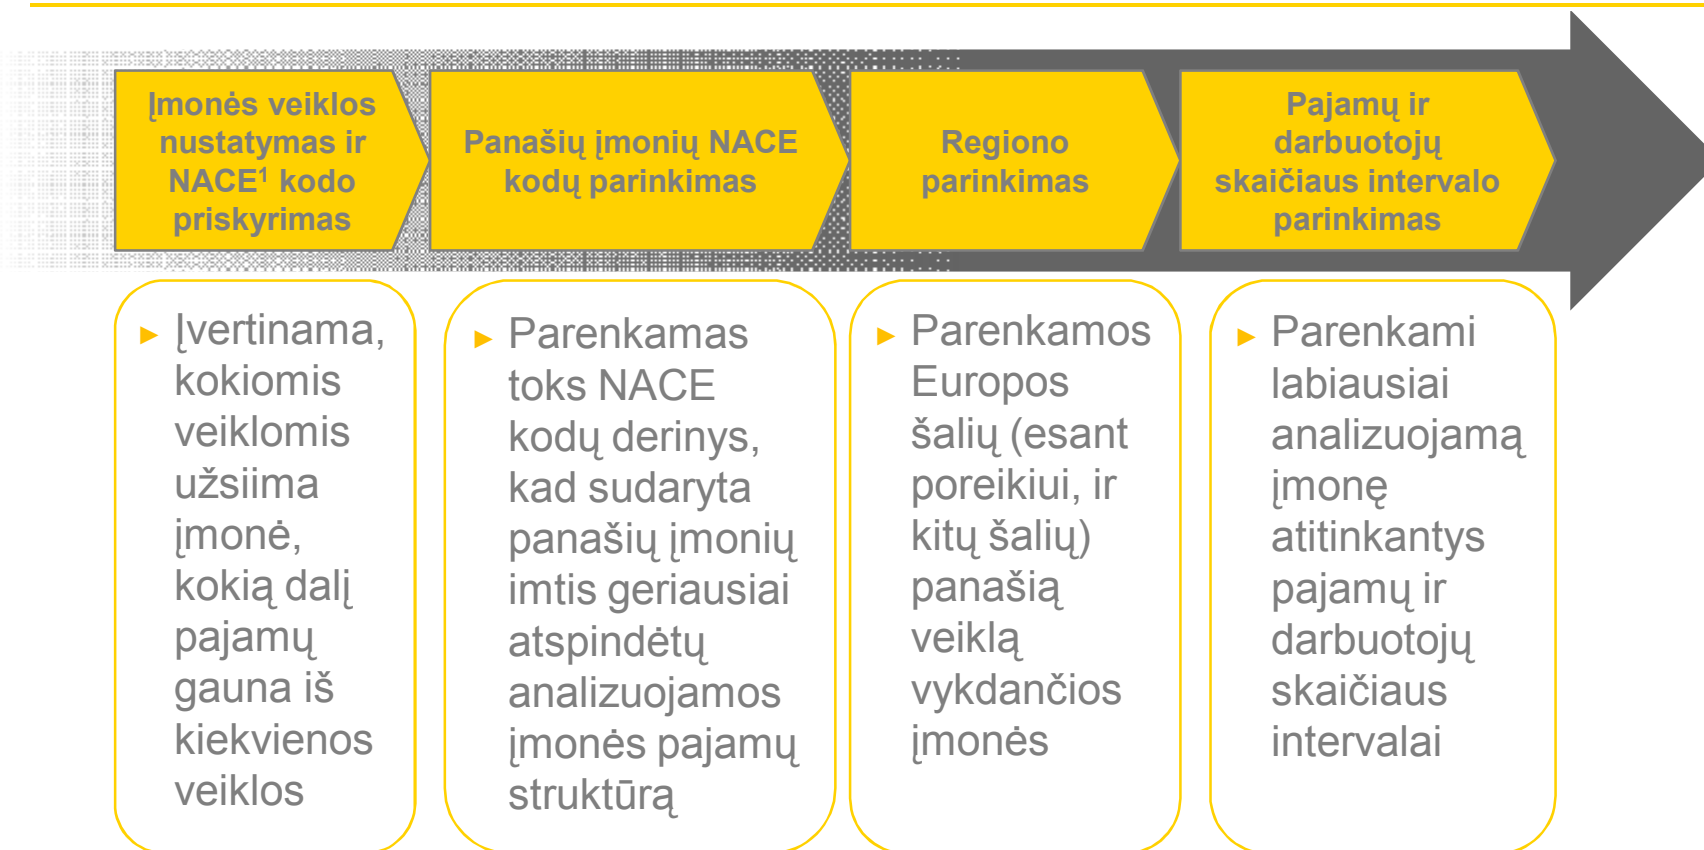 Įmonės veiklos
nustatymas ir
NACE¹ kodo
priskyrimas
Panašių įmonių NACE
kodų parinkimas
Regiono
parinkimas
Pajamų ir
darbuotojų
skaičiaus intervalo
parinkimas
► Įvertinama,
kokiomis
veiklomis
užsiima
įmonė,
kokią dalį
pajamų
gauna iš
kiekvienos
veiklos
► Parenkamas
toks NACE
kodų derinys,
kad sudaryta
panašių įmonių
imtis geriausiai
atspindėtų
analizuojamos
įmonės pajamų
struktūrą
► Parenkamos
Europos
šalių (esant
poreikiui, ir
kitų šalių)
panašią
veiklą
vykdančios
įmonės
► Parenkami
labiausiai
analizuojamą
įmonę
atitinkantys
pajamų ir
darbuotojų
skaičiaus
intervalai